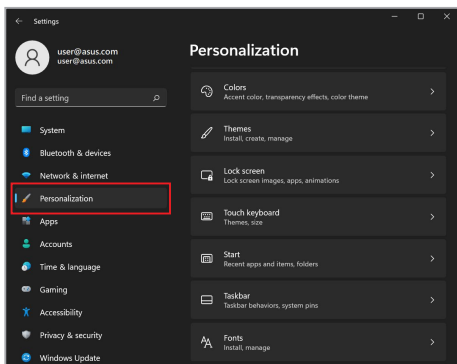 Settings
user@asus.com
user@asus.com
Find a setting
System
Bluetooth & devices
Network & internet
Personalization
Apps
Accounts
Time & language
Gaming
Accessibility
Privacy & security
Windows Update
Personalization
Colors
Accent color, transparency effects, color theme
Themes
Install, create, manage
Lock screen
Lock screen images, apps, animations
Touch keyboard
Themes, size
Start
Recent apps and items, folders
Taskbar
Taskbar behaviors, system pins
Fonts
Install, manage